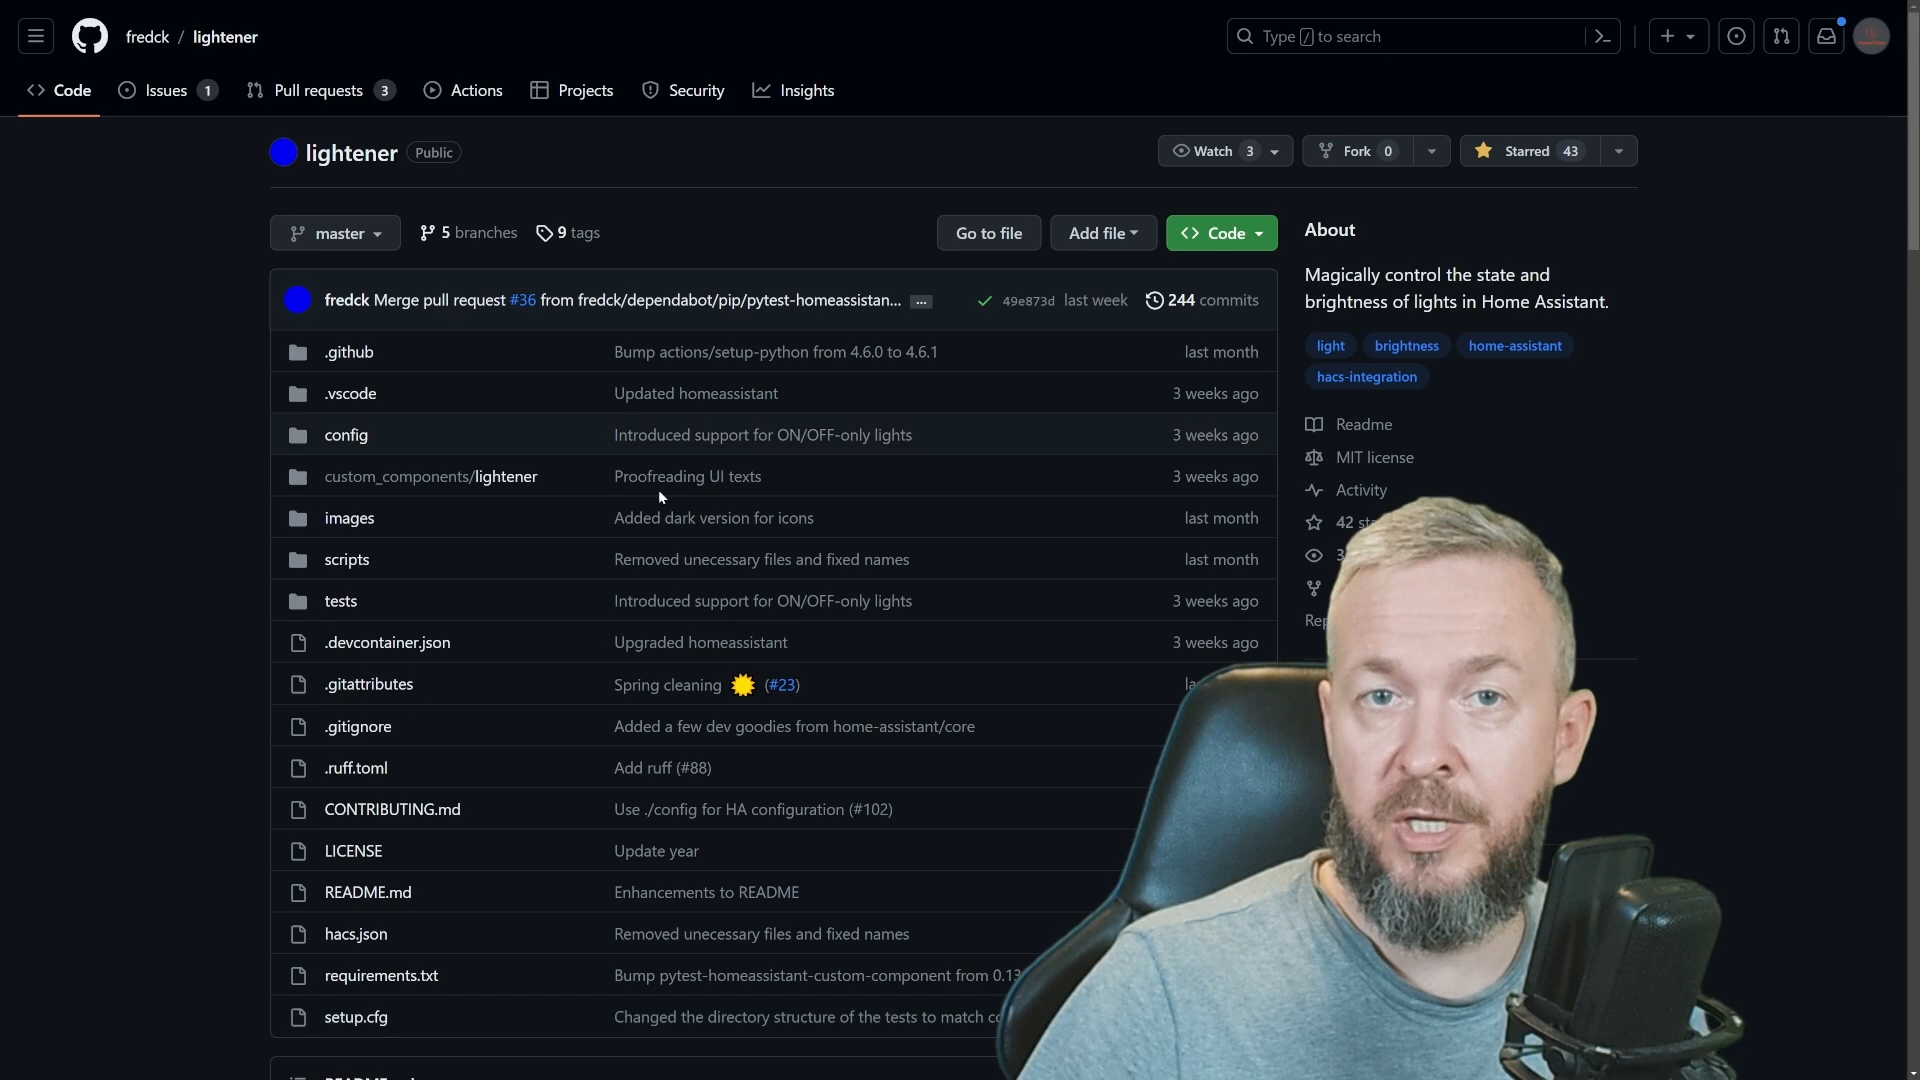 fredck / lightener
Type / to search
Code
Issues 1
Pull requests 3
Actions
Projects
Security
Insights
lightener Public
Watch 3
Fork 0
Starred 43
master
5 branches
9 tags
Go to file
Add file
Code
fredck Merge pull request #36 from fredck/dependabot/pip/pytest-homeassistan... ... 49e873d last week 244 commits
.github Bump actions/setup-python from 4.6.0 to 4.6.1 last month
.vscode Updated homeassistant 3 weeks ago
config Introduced support for ON/OFF-only lights 3 weeks ago
custom_components/lightener Proofreading UI texts 3 weeks ago
images Added dark version for icons last month
scripts Removed unecessary files and fixed names last month
tests Introduced support for ON/OFF-only lights 3 weeks ago
.devcontainer.json Upgraded homeassistant 3 weeks ago
.gitattributes Spring cleaning (#23) la
.gitignore Added a few dev goodies from home-assistant/core
.ruff.toml Add ruff (#88)
CONTRIBUTING.md Use ./config for HA configuration (#102)
LICENSE Update year
README.md Enhancements to README
hacs.json Removed unecessary files and fixed names
requirements.txt Bump pytest-homeassistant-custom-component from 0.13
setup.cfg Changed the directory structure of the tests to match
About
Magically control the state and
brightness of lights in Home Assistant.
light brightness home-assistant
hacs-integration
Readme
MIT license
Activity
42 st
3
Rep